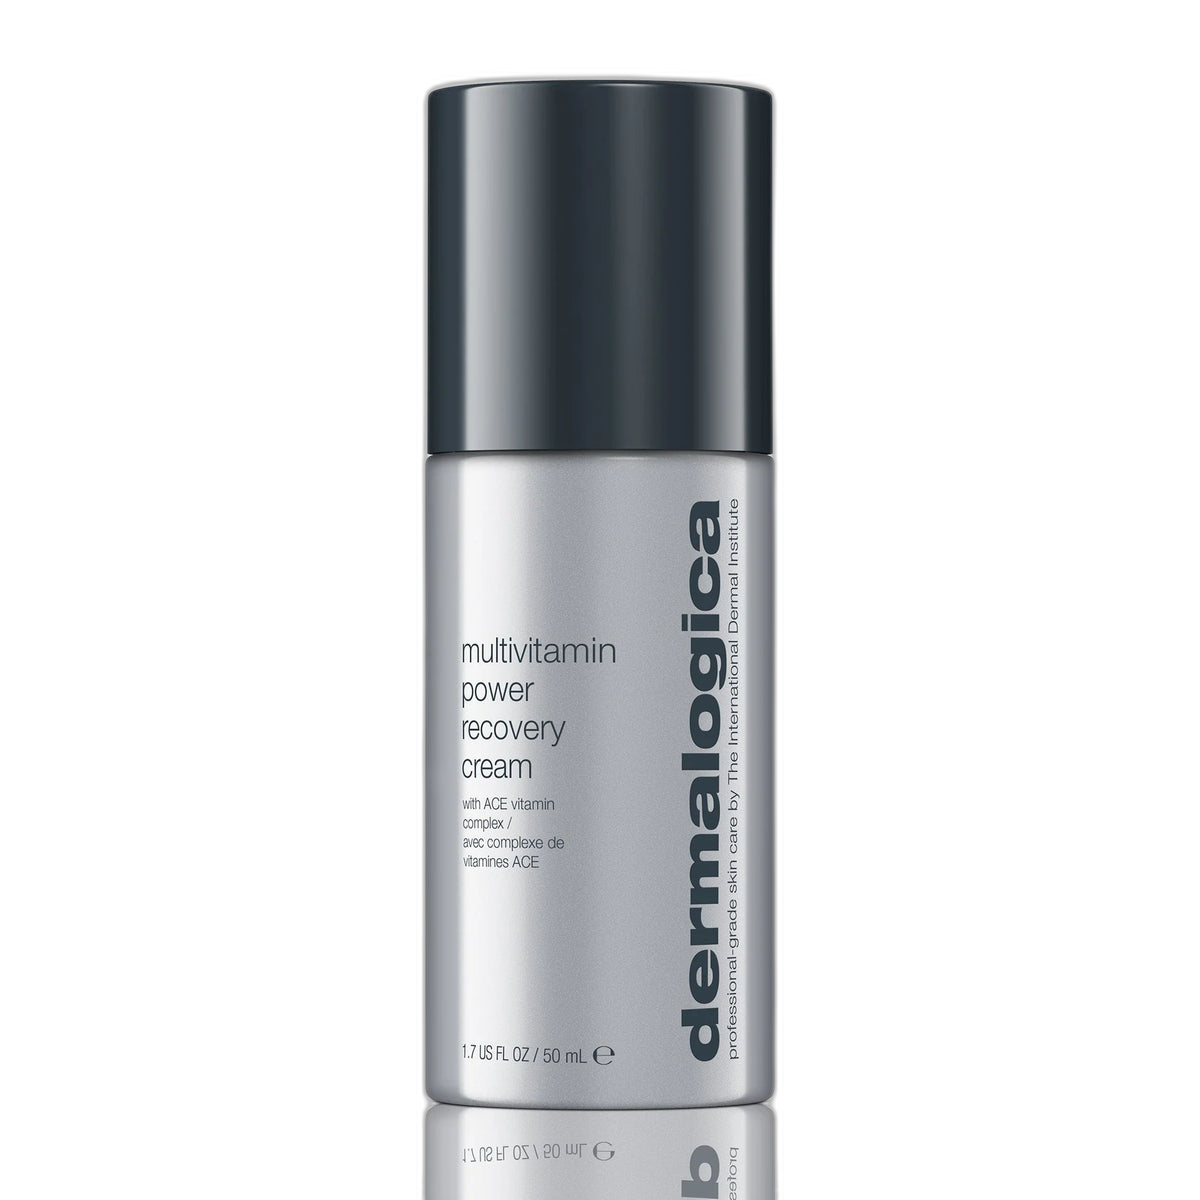 multivitamin
power
recovery
cream
with ACE vitamin
complex /
avec complexe de
vitamines ACE
1.7 US FL OZ / 50 mL ℮
dermalogica
professional-grade skin care by The International Dermal Institute